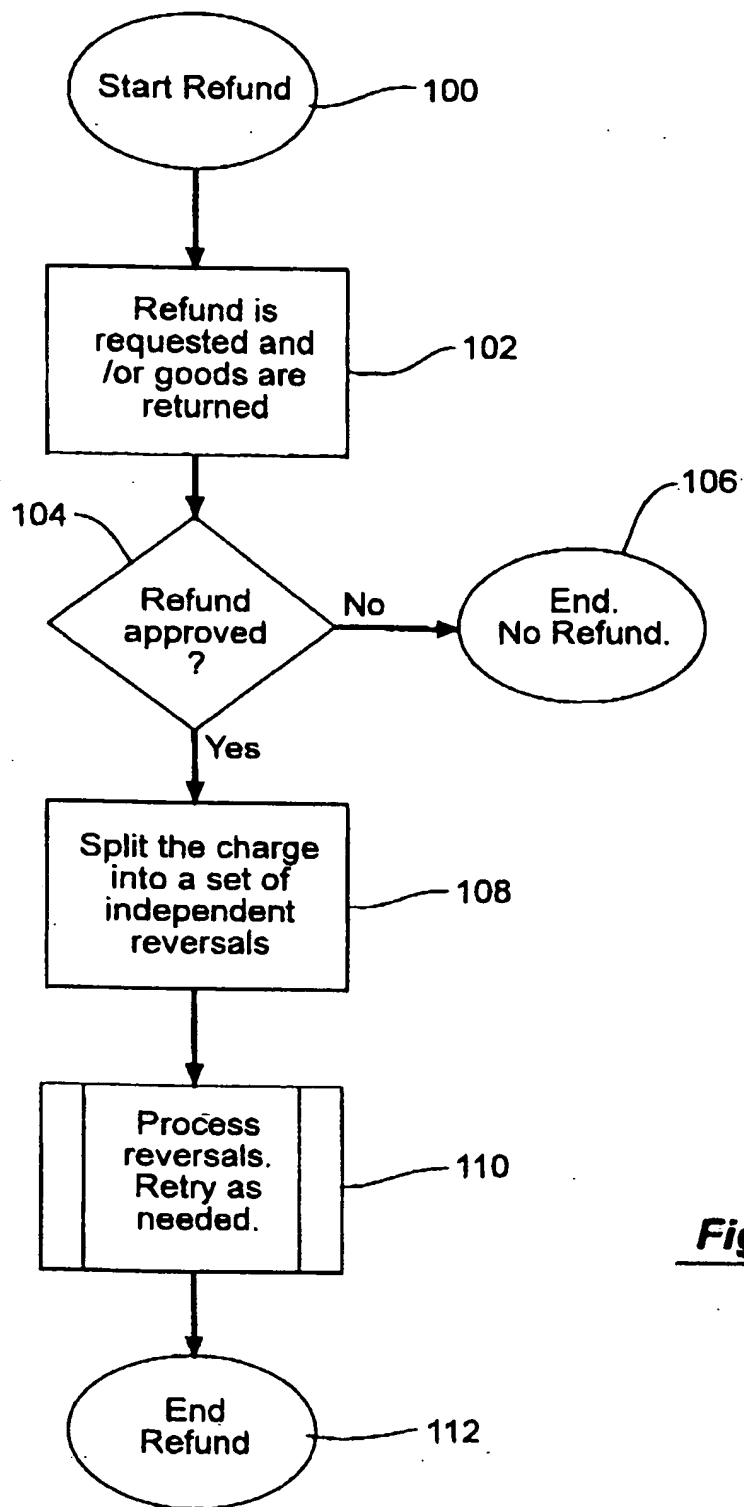 Start Refund
100
Refund is
requested and
/or goods are
returned
102
104
Refund
approved
?
No
106
End.
No Refund.
Yes
Split the charge
into a set of
independent
reversals
108
Process
reversals.
Retry as
needed.
110
End
Refund
112